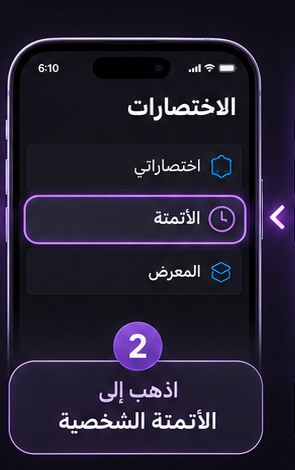 6:10
الاختصارات
اختصاراتي
الأتمتة
المعرض
2
اذهب إلى
الأتمتة الشخصية